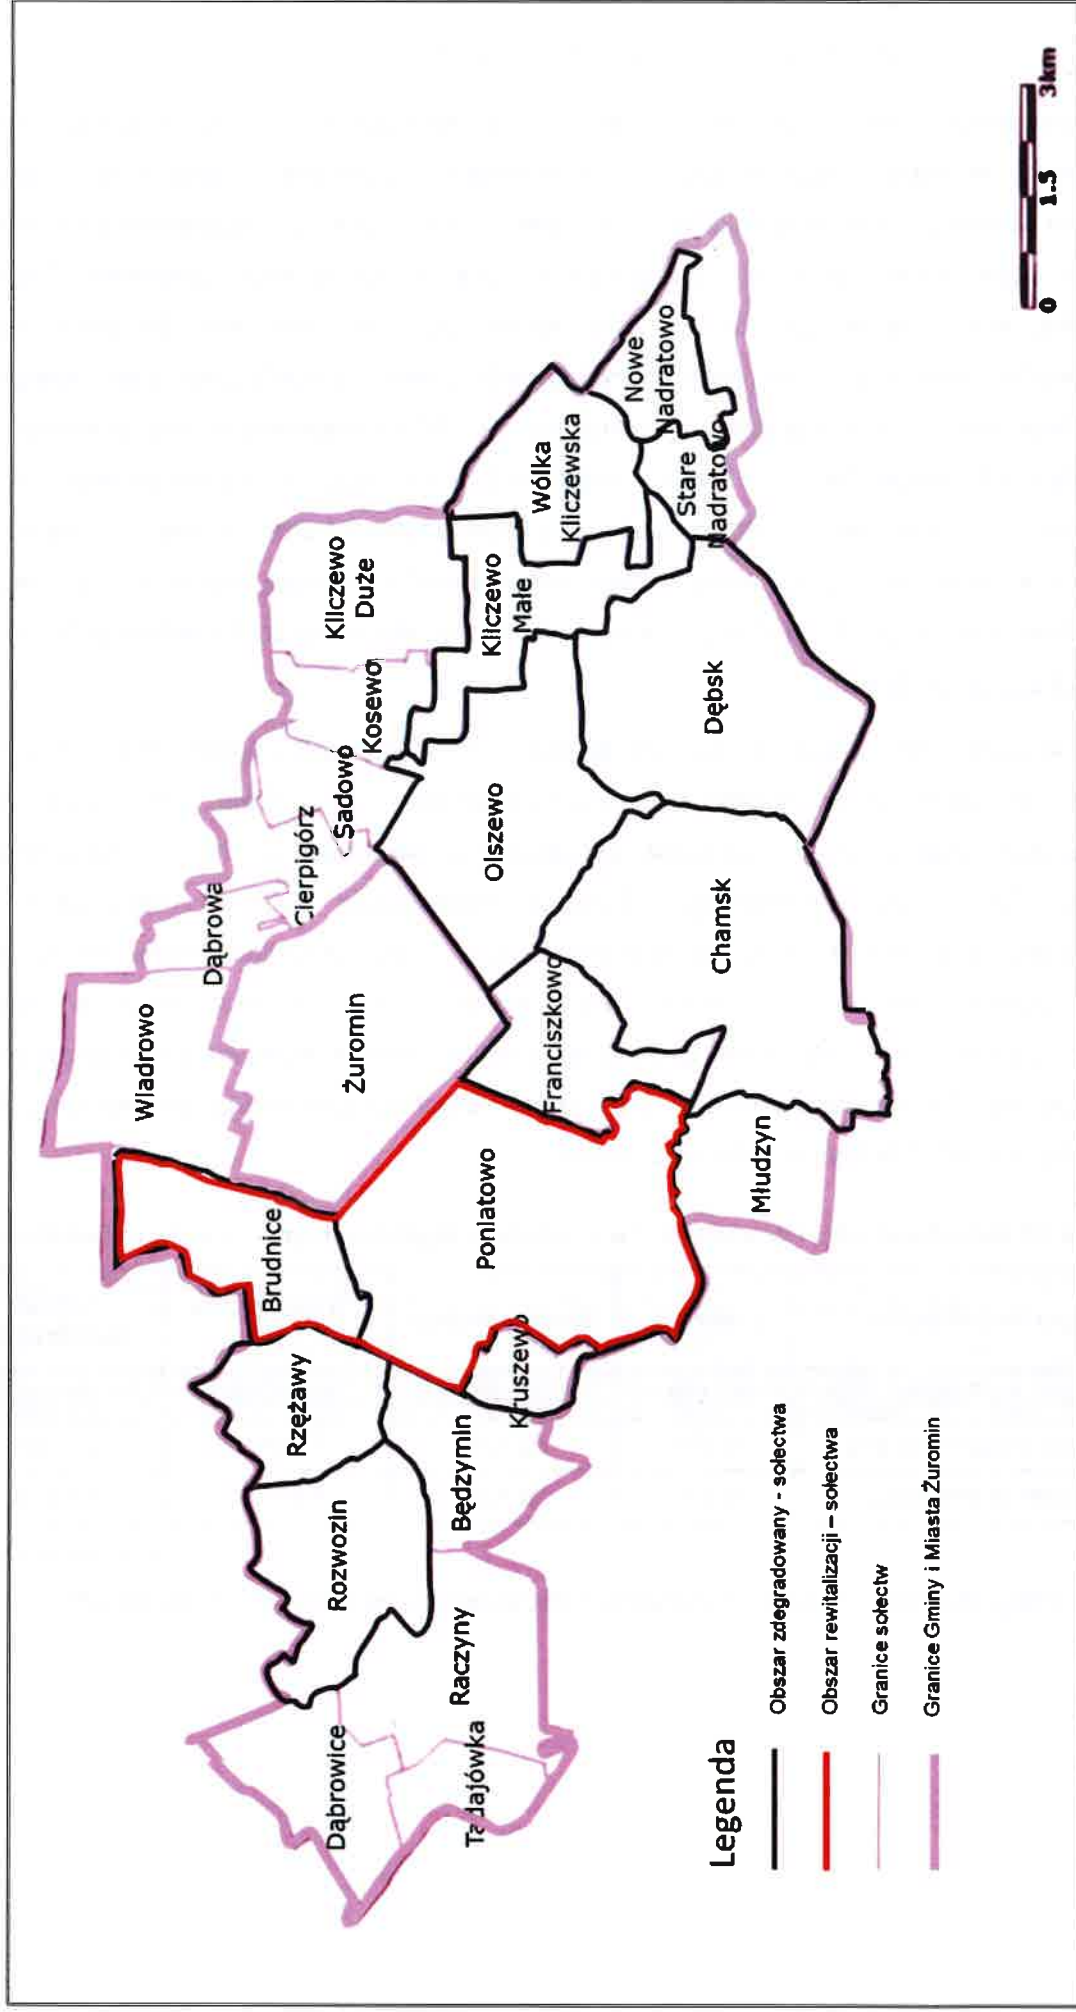 Wiadrowo
Dąbrowa
Cierpigórz
Sadowo
Kosewo
Kliczewo
Duże
Żuromin
Brudnice
Rzężawy
Rozwozin
Dąbrowice
Tadajówka
Raczyny
Będzymin
Kruszewo
Poniatowo
Franciszkowo
Olszewo
Kliczewo
Małe
Wólka
Kliczewska
Nowe
Nadratowo
Stare
Nadratowo
Dębsk
Chamsk
Młudzyn
Legenda
Obszar zdegradowany - sołectwa
Obszar rewitalizacji – sołectwa
Granice sołectw
Granice Gminy i Miasta Żuromin
0 1.5 3km